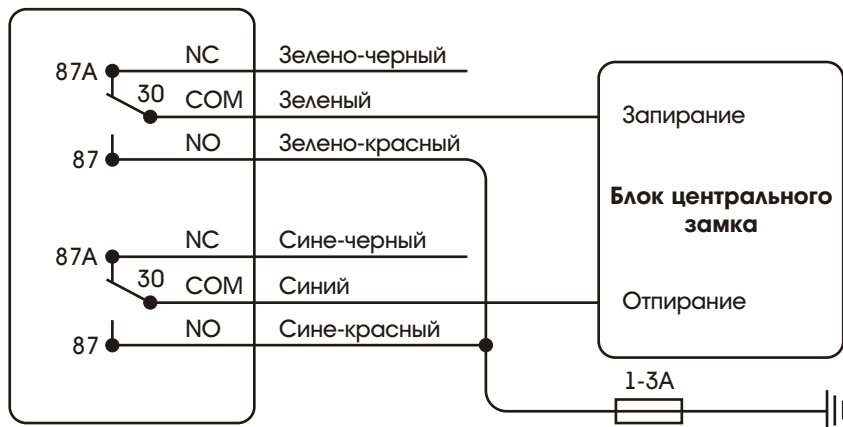 87A NC Зелено-черный
30 COM Зеленый
87 NO Зелено-красный
87A NC Сине-черный
30 COM Синий
87 NO Сине-красный
Запирание
Блок центрального
замка
Отпирание
1-3A